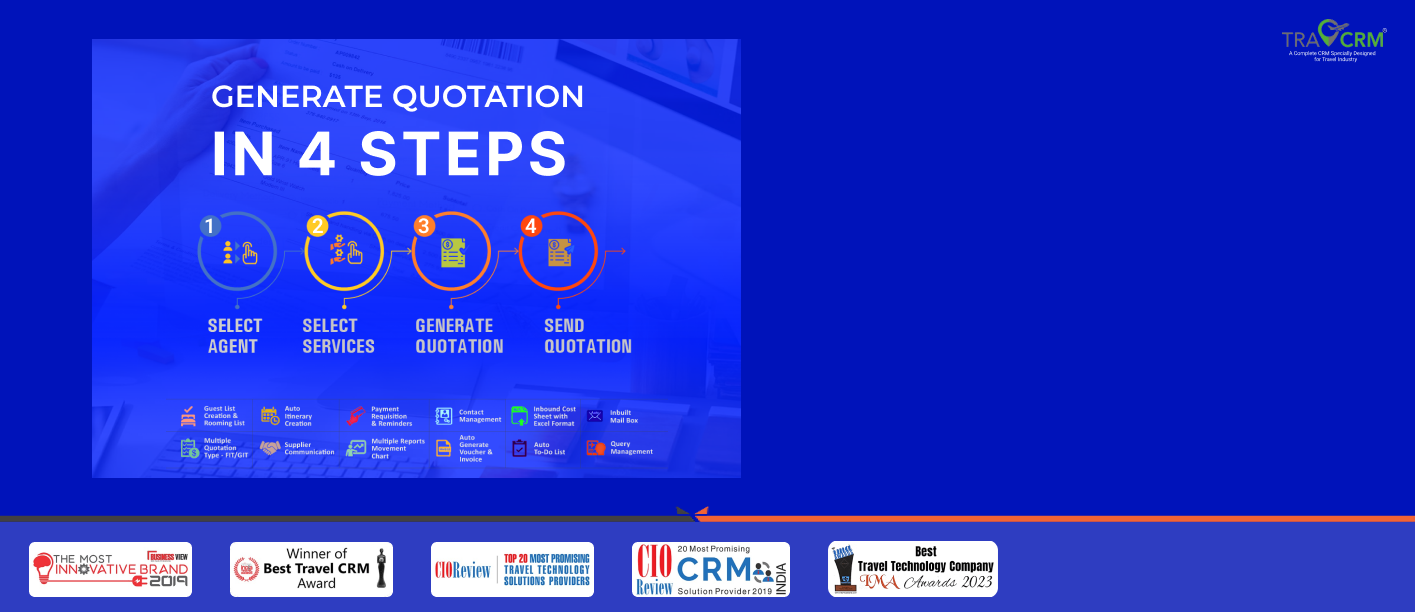 TRAVCRM®
A Complete CRM Specially Designed
for Travel Industry
GENERATE QUOTATION
IN 4 STEPS
1
2
3
4
SELECT
AGENT
SELECT
SERVICES
GENERATE
QUOTATION
SEND
QUOTATION
Guest List
Creation &
Rooming List
Auto
Itinerary
Creation
Payment
Requisition
& Reminders
Contact
Management
Inbound Cost
Sheet with
Excel Format
Inbuilt
Mail Box
Multiple
Quotation
Type - FIT/GIT
Supplier
Communication
Multiple Reports
Movement
Chart
Auto
Generate
Voucher &
Invoice
Auto
To-Do List
Query
Management
THE MOST
INNOVATIVE BRAND
2019
BUSINESS VIEW
Winner of
Best Travel CRM
Award
CIOReview
TOP 20 MOST PROMISING
TRAVEL TECHNOLOGY
SOLUTIONS PROVIDERS
CIO
Review
20 Most Promising
CRM
Solution Provider 2019
INDIA
Best
Travel Technology Company
IMA Awards 2023